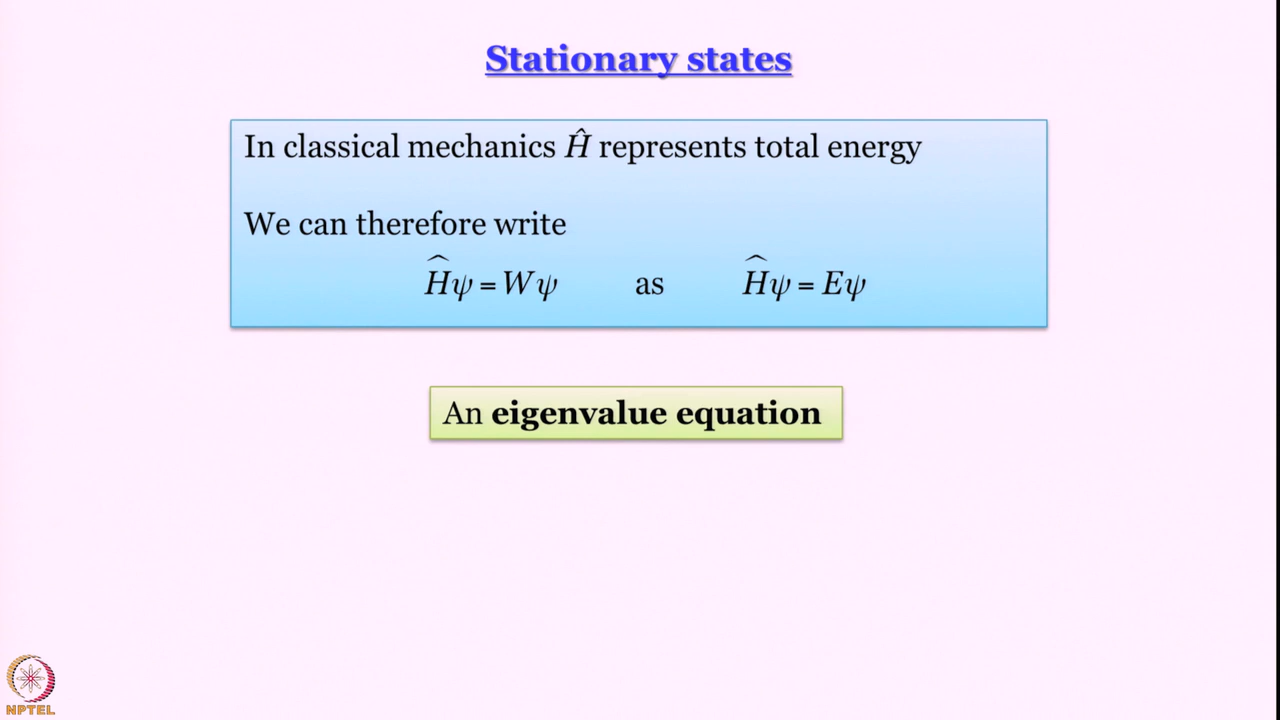 Stationary states
In classical mechanics Ĥ represents total energy
We can therefore write
Ĥψ = Wψ as Ĥψ = Eψ
An eigenvalue equation
NPTEL